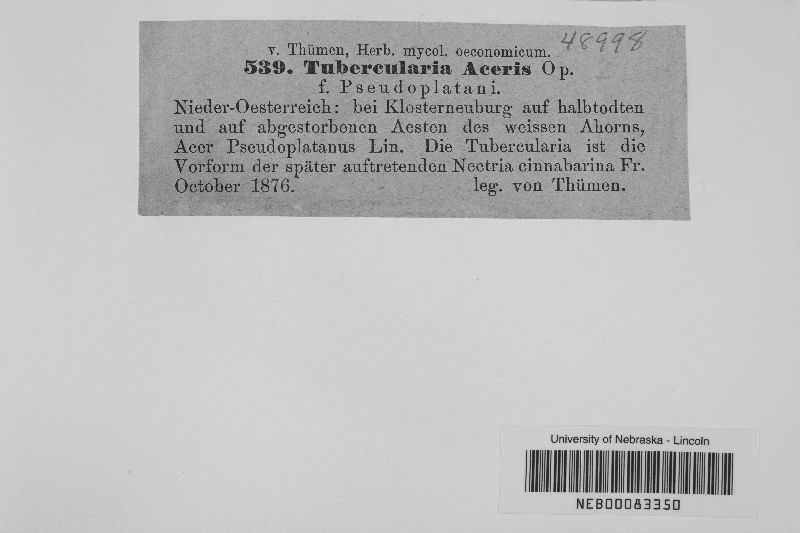 48998
v. Thümen, Herb. mycol. oeconomicum.
539. Tubercularia Aceris Op.
f. Pseudoplatani.
Nieder-Oesterreich: bei Klosterneuburg auf halbtodten
und auf abgestorbenen Aesten des weissen Ahorns,
Acer Pseudoplatanus Lin. Die Tubercularia ist die
Vorform der später auftretenden Nectria cinnabarina Fr.
October 1876. leg. von Thümen.
University of Nebraska - Lincoln
NEB00083350